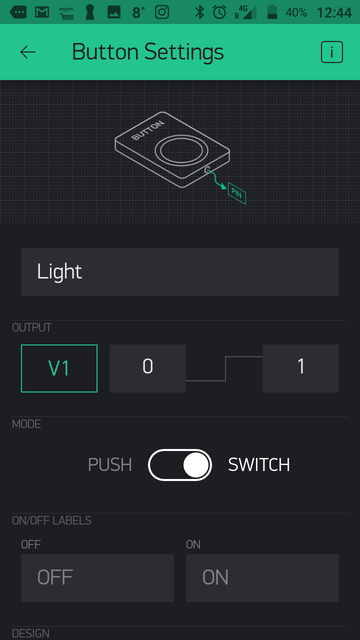 8°
R 4G
40% 12:44
Button Settings
i
BUTTON
PIN
Light
OUTPUT
V1 0 1
MODE
PUSH SWITCH
ON/OFF LABELS
OFF ON
OFF ON
DESIGN